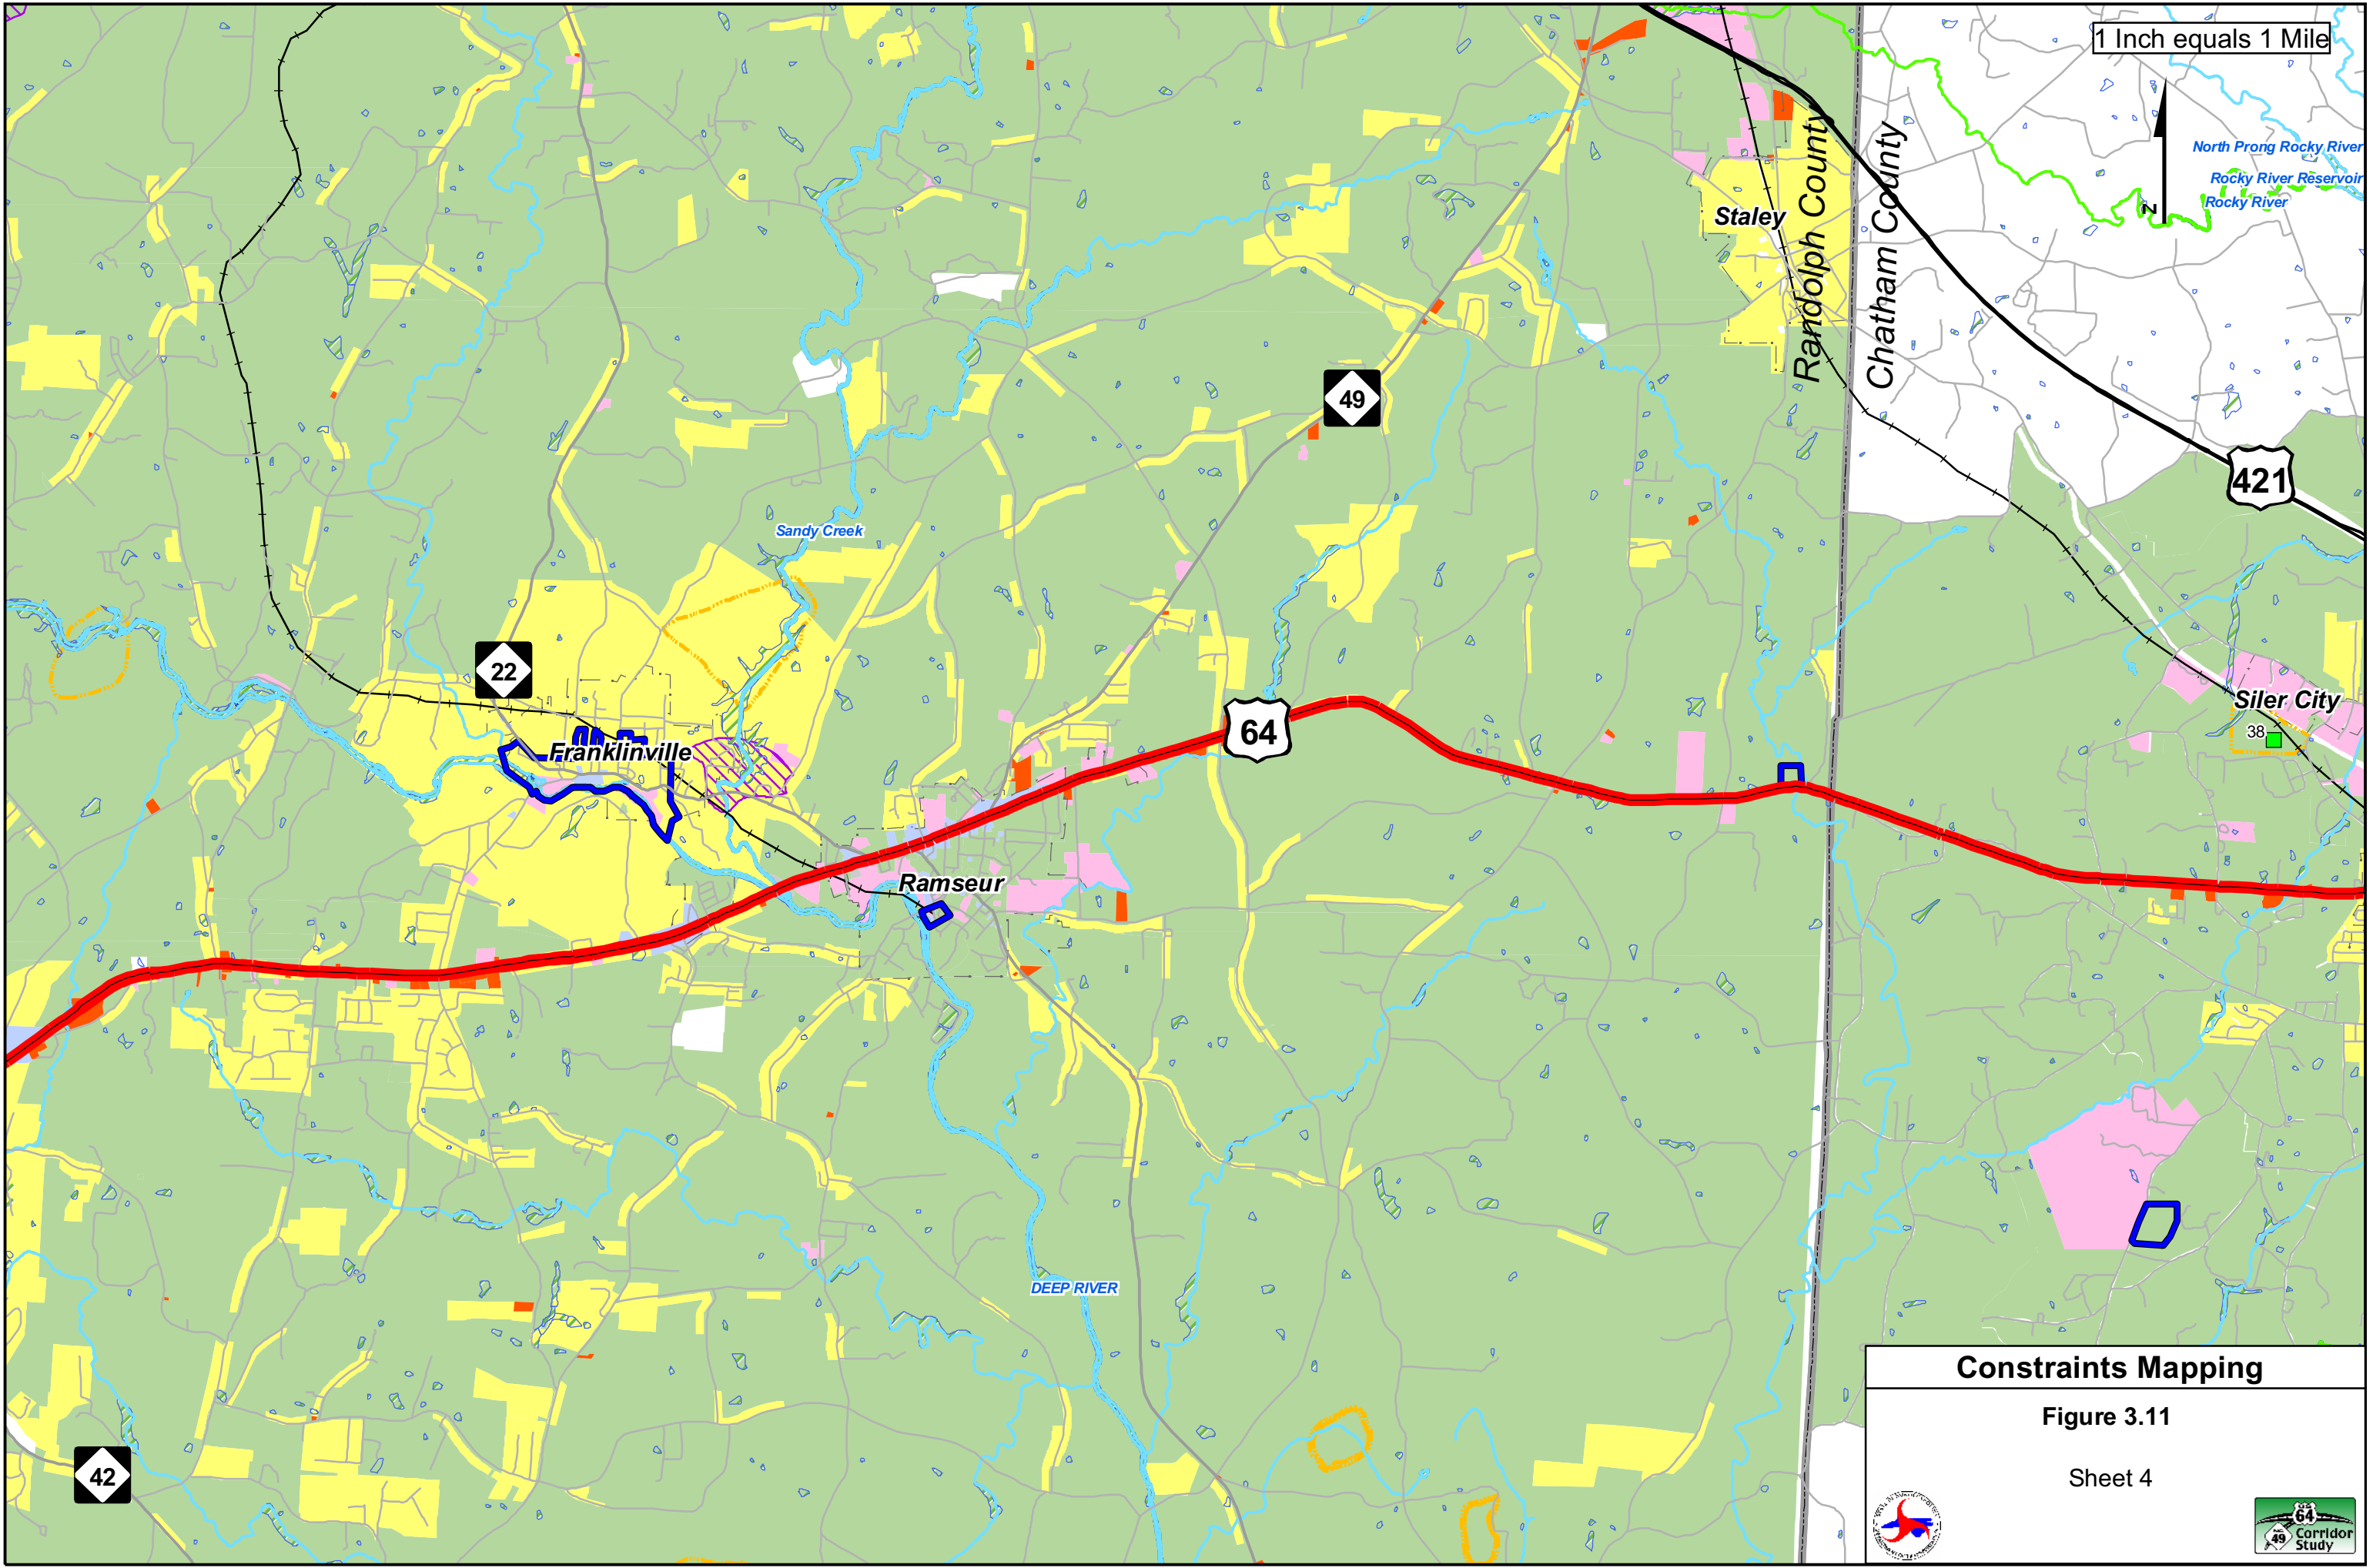 1 Inch equals 1 Mile
North Prong Rocky River
Rocky River Reservoir
Rocky River
N
Staley
Randolph County
Chatham County
49
421
Sandy Creek
22
64
Siler City
38
Franklinville
Ramseur
DEEP RIVER
42
Constraints Mapping
Figure 3.11
Sheet 4
US
64
49
Corridor
Study